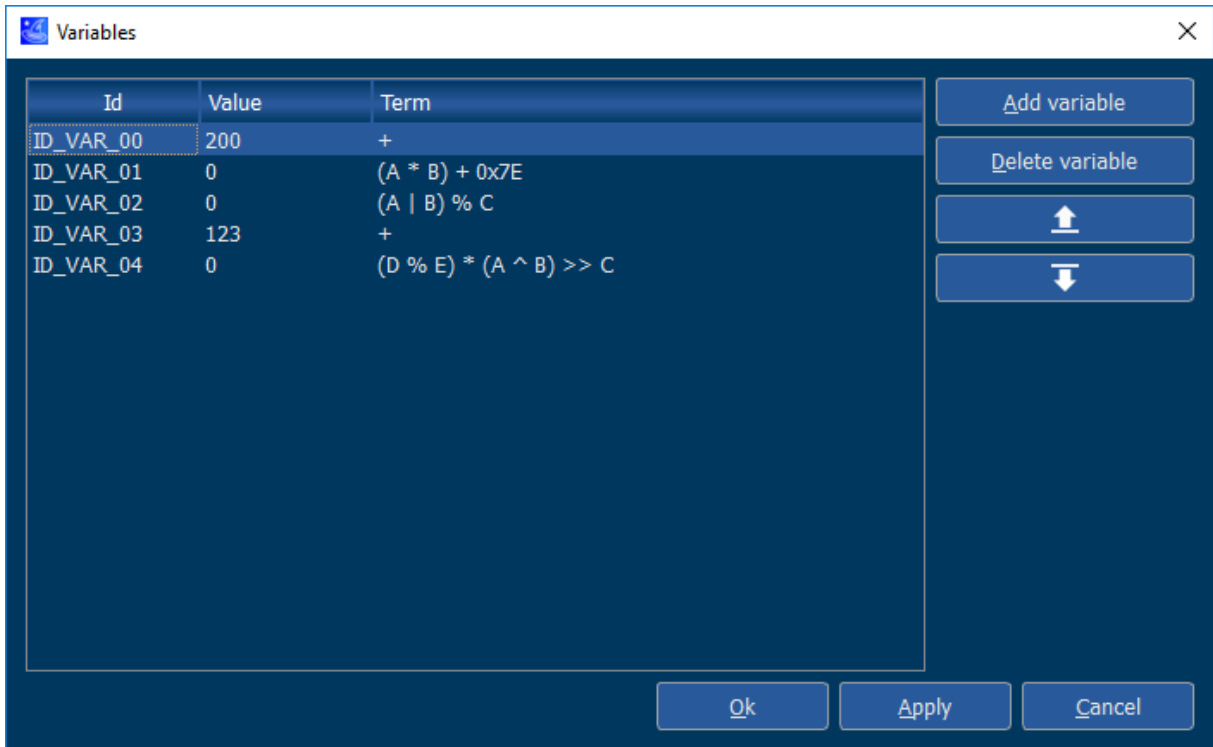 Variables
Id Value Term
ID_VAR_00 200 +
ID_VAR_01 0 (A * B) + 0x7E
ID_VAR_02 0 (A | B) % C
ID_VAR_03 123 +
ID_VAR_04 0 (D % E) * (A ^ B) >> C
Add variable
Delete variable
Ok Apply Cancel